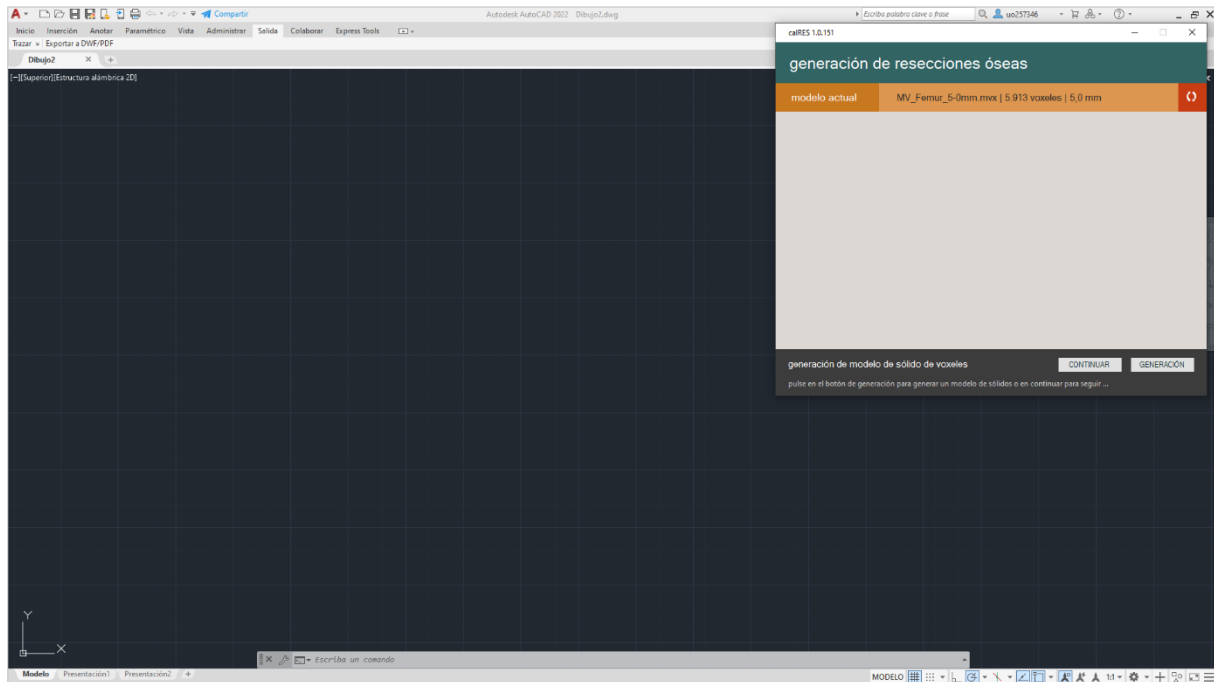 A Compartir Autodesk AutoCAD 2022 Dibujo2.dwg Escriba palabra clave o frase uo257346
Inicio Inserción Anotar Paramétrico Vista Administrar Salida Colaborar Express Tools
Trazar Exportar a DWF/PDF
Dibujo2
[−][Superior][Estructura alámbrica 2D]
calRES 1.0.151
generación de resecciones óseas
modelo actual MV_Femur_5-0mm.mvx | 5.913 voxeles | 5,0 mm
generación de modelo de sólido de voxeles CONTINUAR GENERACIÓN
pulse en el botón de generación para generar un modelo de sólidos o en continuar para seguir ...
Y
X
Escriba un comando
Modelo Presentación1 Presentación2 + MODELO 1:1